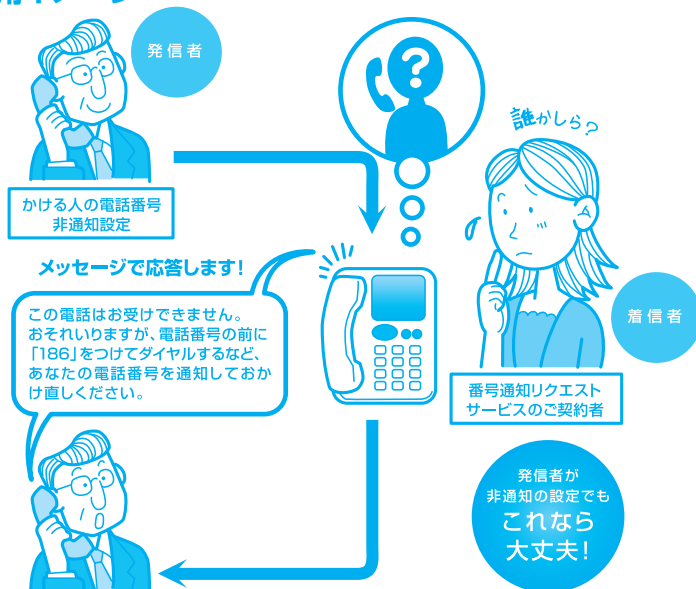 発信者
誰かしら?
かける人の電話番号
非通知設定
メッセージで応答します!
この電話はお受けできません。
おそれいりますが、電話番号の前に
「186」をつけてダイヤルするなど、
あなたの電話番号を通知しておか
け直しください。
着信者
番号通知リクエスト
サービスのご契約者
発信者が
非通知の設定でも
これなら
大丈夫!